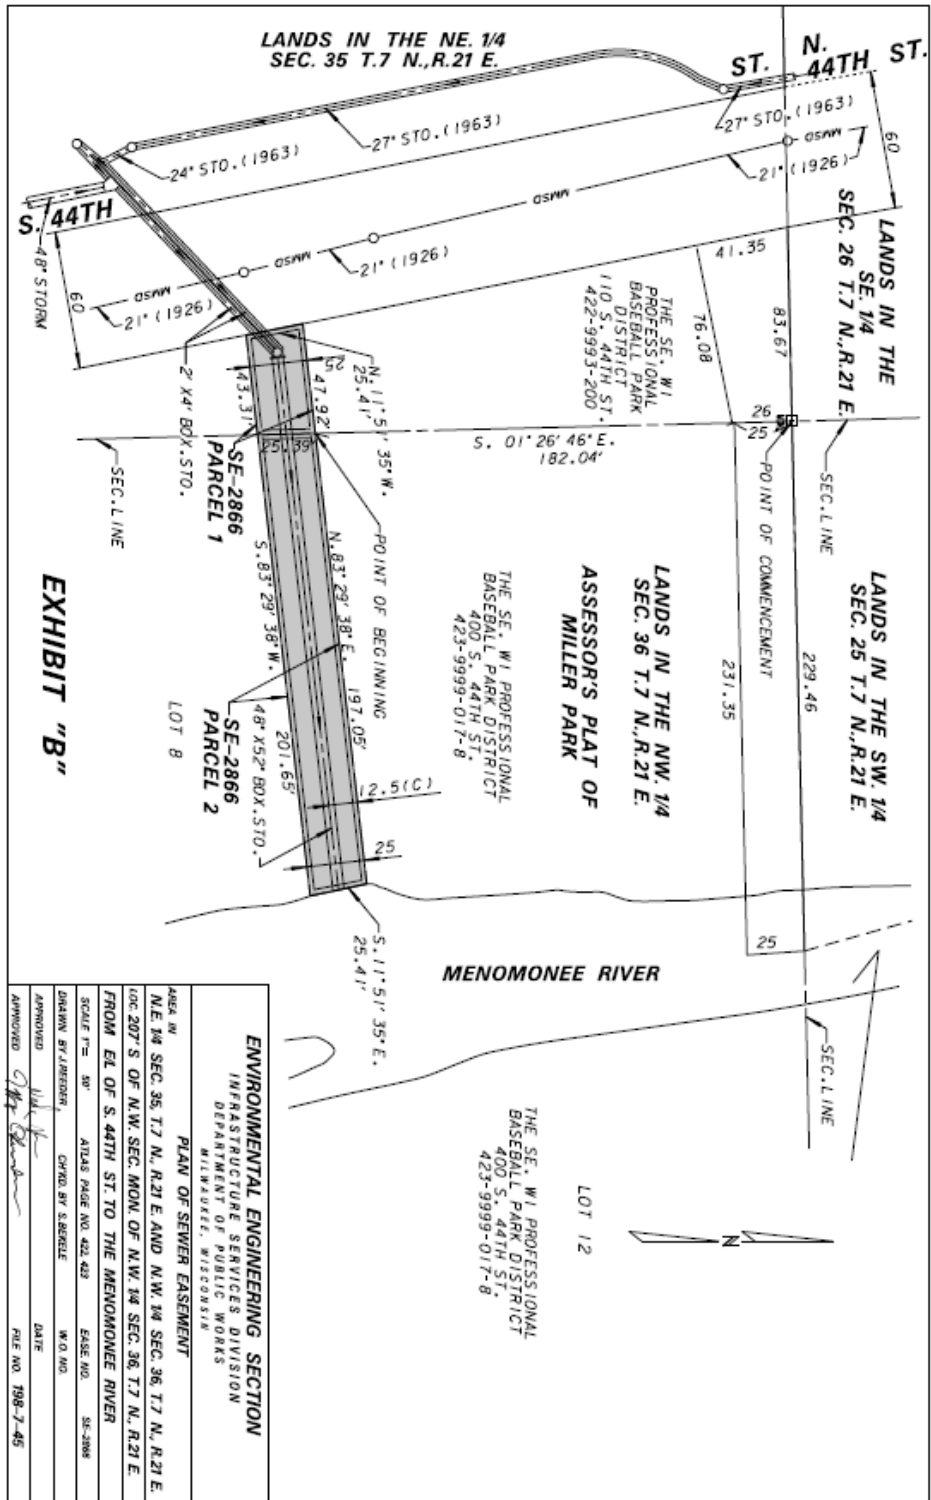 LANDS IN THE NE. 1/4
SEC. 35 T.7 N.,R.21 E.
ST.
N.
44TH ST.
27" STO.(1963)
27" STO.(1963)
24" STO.(1963)
60
MMSD
21" (1926)
S. 44TH
48" STORM
MMSD
21" (1926)
MMSD
21" (1926)
60
2' X4' BOX.STO.
LANDS IN THE
SE. 1/4
SEC. 26 T.7 N.,R.21 E.
41.35
83.67
76.08
THE SE. WI
PROFESSIONAL
BASEBALL PARK
DISTRICT
110 S. 44TH ST.
422-9993-200
N.11°51'35"W.
25.41'
25
43.31'
47.92'
25.39'
26
25
S. 01°26'46"E.
182.04'
SEC.LINE
SEC.LINE
POINT OF COMMENCEMENT
SE-2866
PARCEL 1
POINT OF BEGINNING
N.83°29'38"E. 197.05'
S.83°29'38"W. 201.65'
SE-2866
PARCEL 2
48"X52" BOX.STO.
LOT 8
12.5(C)
25
S.11°51'35"E.
25.41'
THE SE. WI PROFESSIONAL
BASEBALL PARK DISTRICT
400 S. 44TH ST.
423-9999-017-8
ASSESSOR'S PLAT OF
MILLER PARK
LANDS IN THE NW. 1/4
SEC. 36 T.7 N.,R.21 E.
LANDS IN THE SW. 1/4
SEC. 25 T.7 N.,R.21 E.
229.46
231.35
25
MENOMONEE RIVER
SEC.LINE
LOT 12
THE SE. WI PROFESSIONAL
BASEBALL PARK DISTRICT
400 S. 44TH ST.
423-9999-017-8
N
EXHIBIT "B"
ENVIRONMENTAL ENGINEERING SECTION
INFRASTRUCTURE SERVICES DIVISION
DEPARTMENT OF PUBLIC WORKS
MILWAUKEE, WISCONSIN
PLAN OF SEWER EASEMENT
AREA IN
N.E. 1/4 SEC. 35, T.7 N., R.21 E. AND N.W. 1/4 SEC. 36, T.7 N., R.21 E.
LOC. 207' S OF N.W. SEC. MON. OF N.W. 1/4 SEC. 36, T.7 N., R.21 E.
FROM E/L OF S. 44TH ST. TO THE MENOMONEE RIVER
SCALE 1"= 50' ATLAS PAGE NO. 422, 423 EASE. NO. SE-2866
DRAWN BY J.REEDER, CHYKD. BY S.BEKELE W.O. NO.
APPROVED DATE
APPROVED FILE NO. 198-7-45